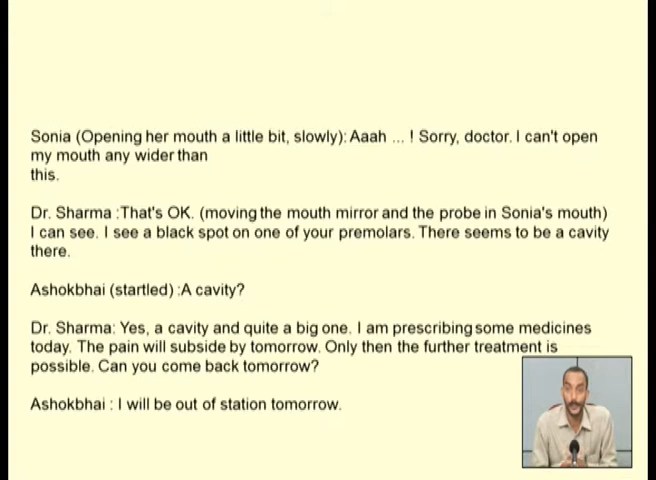 Sonia (Opening her mouth a little bit, slowly): Aaah ... ! Sorry, doctor. I can't open
my mouth any wider than
this.
Dr. Sharma :That's OK. (moving the mouth mirror and the probe in Sonia's mouth)
I can see. I see a black spot on one of your premolars. There seems to be a cavity
there.
Ashokbhai (startled) :A cavity?
Dr. Sharma: Yes, a cavity and quite a big one. I am prescribing some medicines
today. The pain will subside by tomorrow. Only then the further treatment is
possible. Can you come back tomorrow?
Ashokbhai : I will be out of station tomorrow.